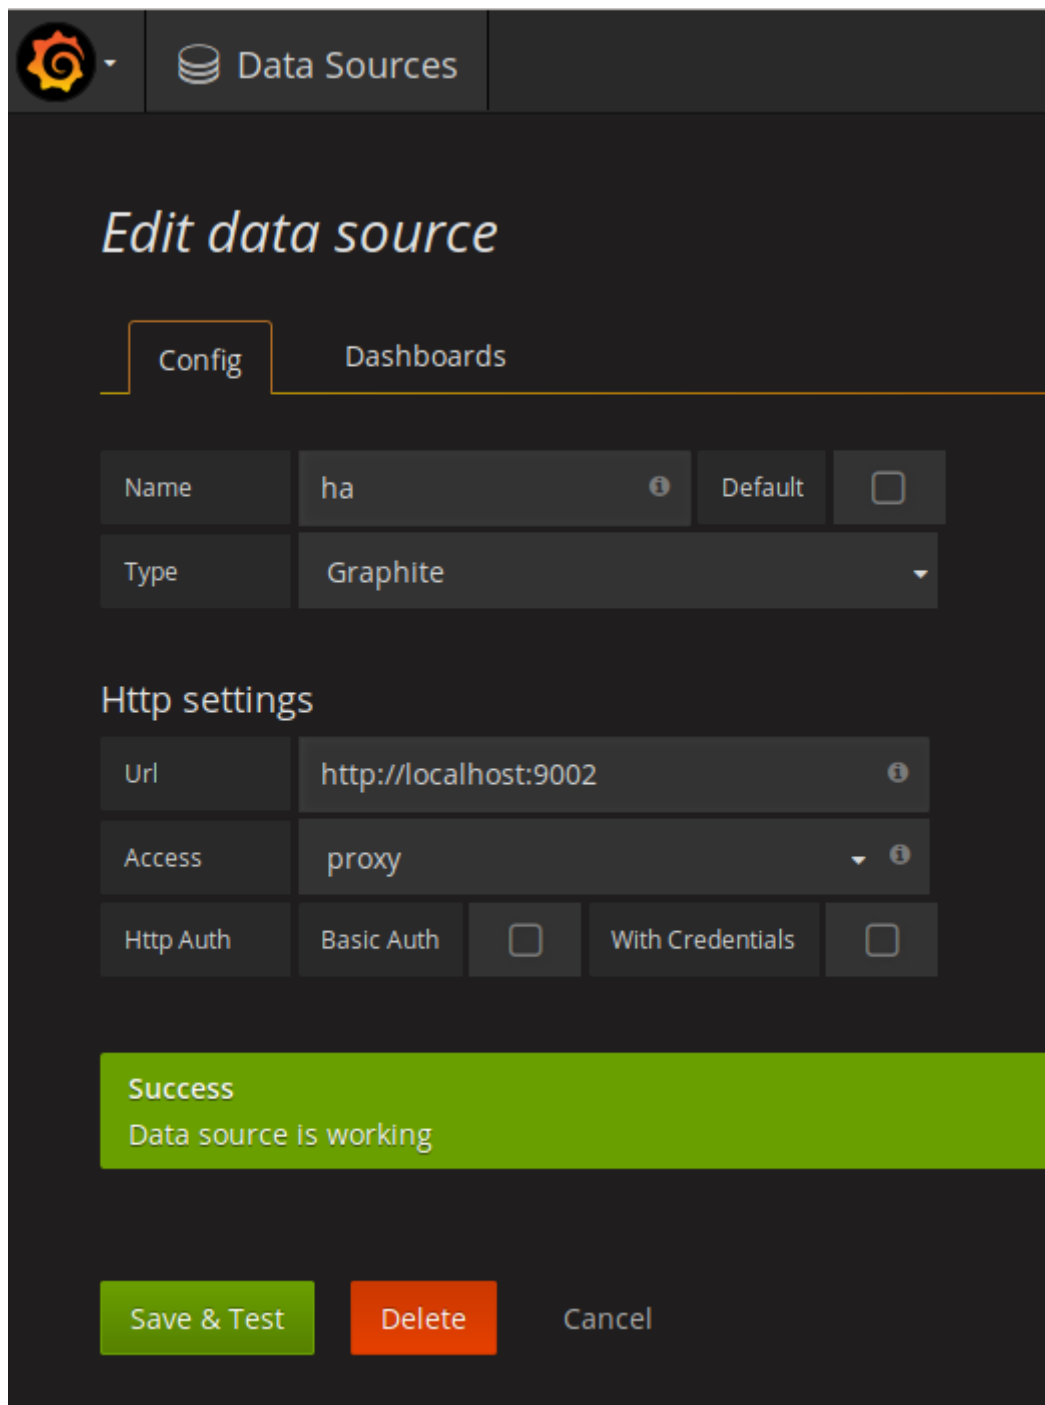 Data Sources
Edit data source
Config Dashboards
Name ha Default
Type Graphite
Http settings
Url http://localhost:9002
Access proxy
Http Auth Basic Auth With Credentials
Success
Data source is working
Save & Test Delete Cancel